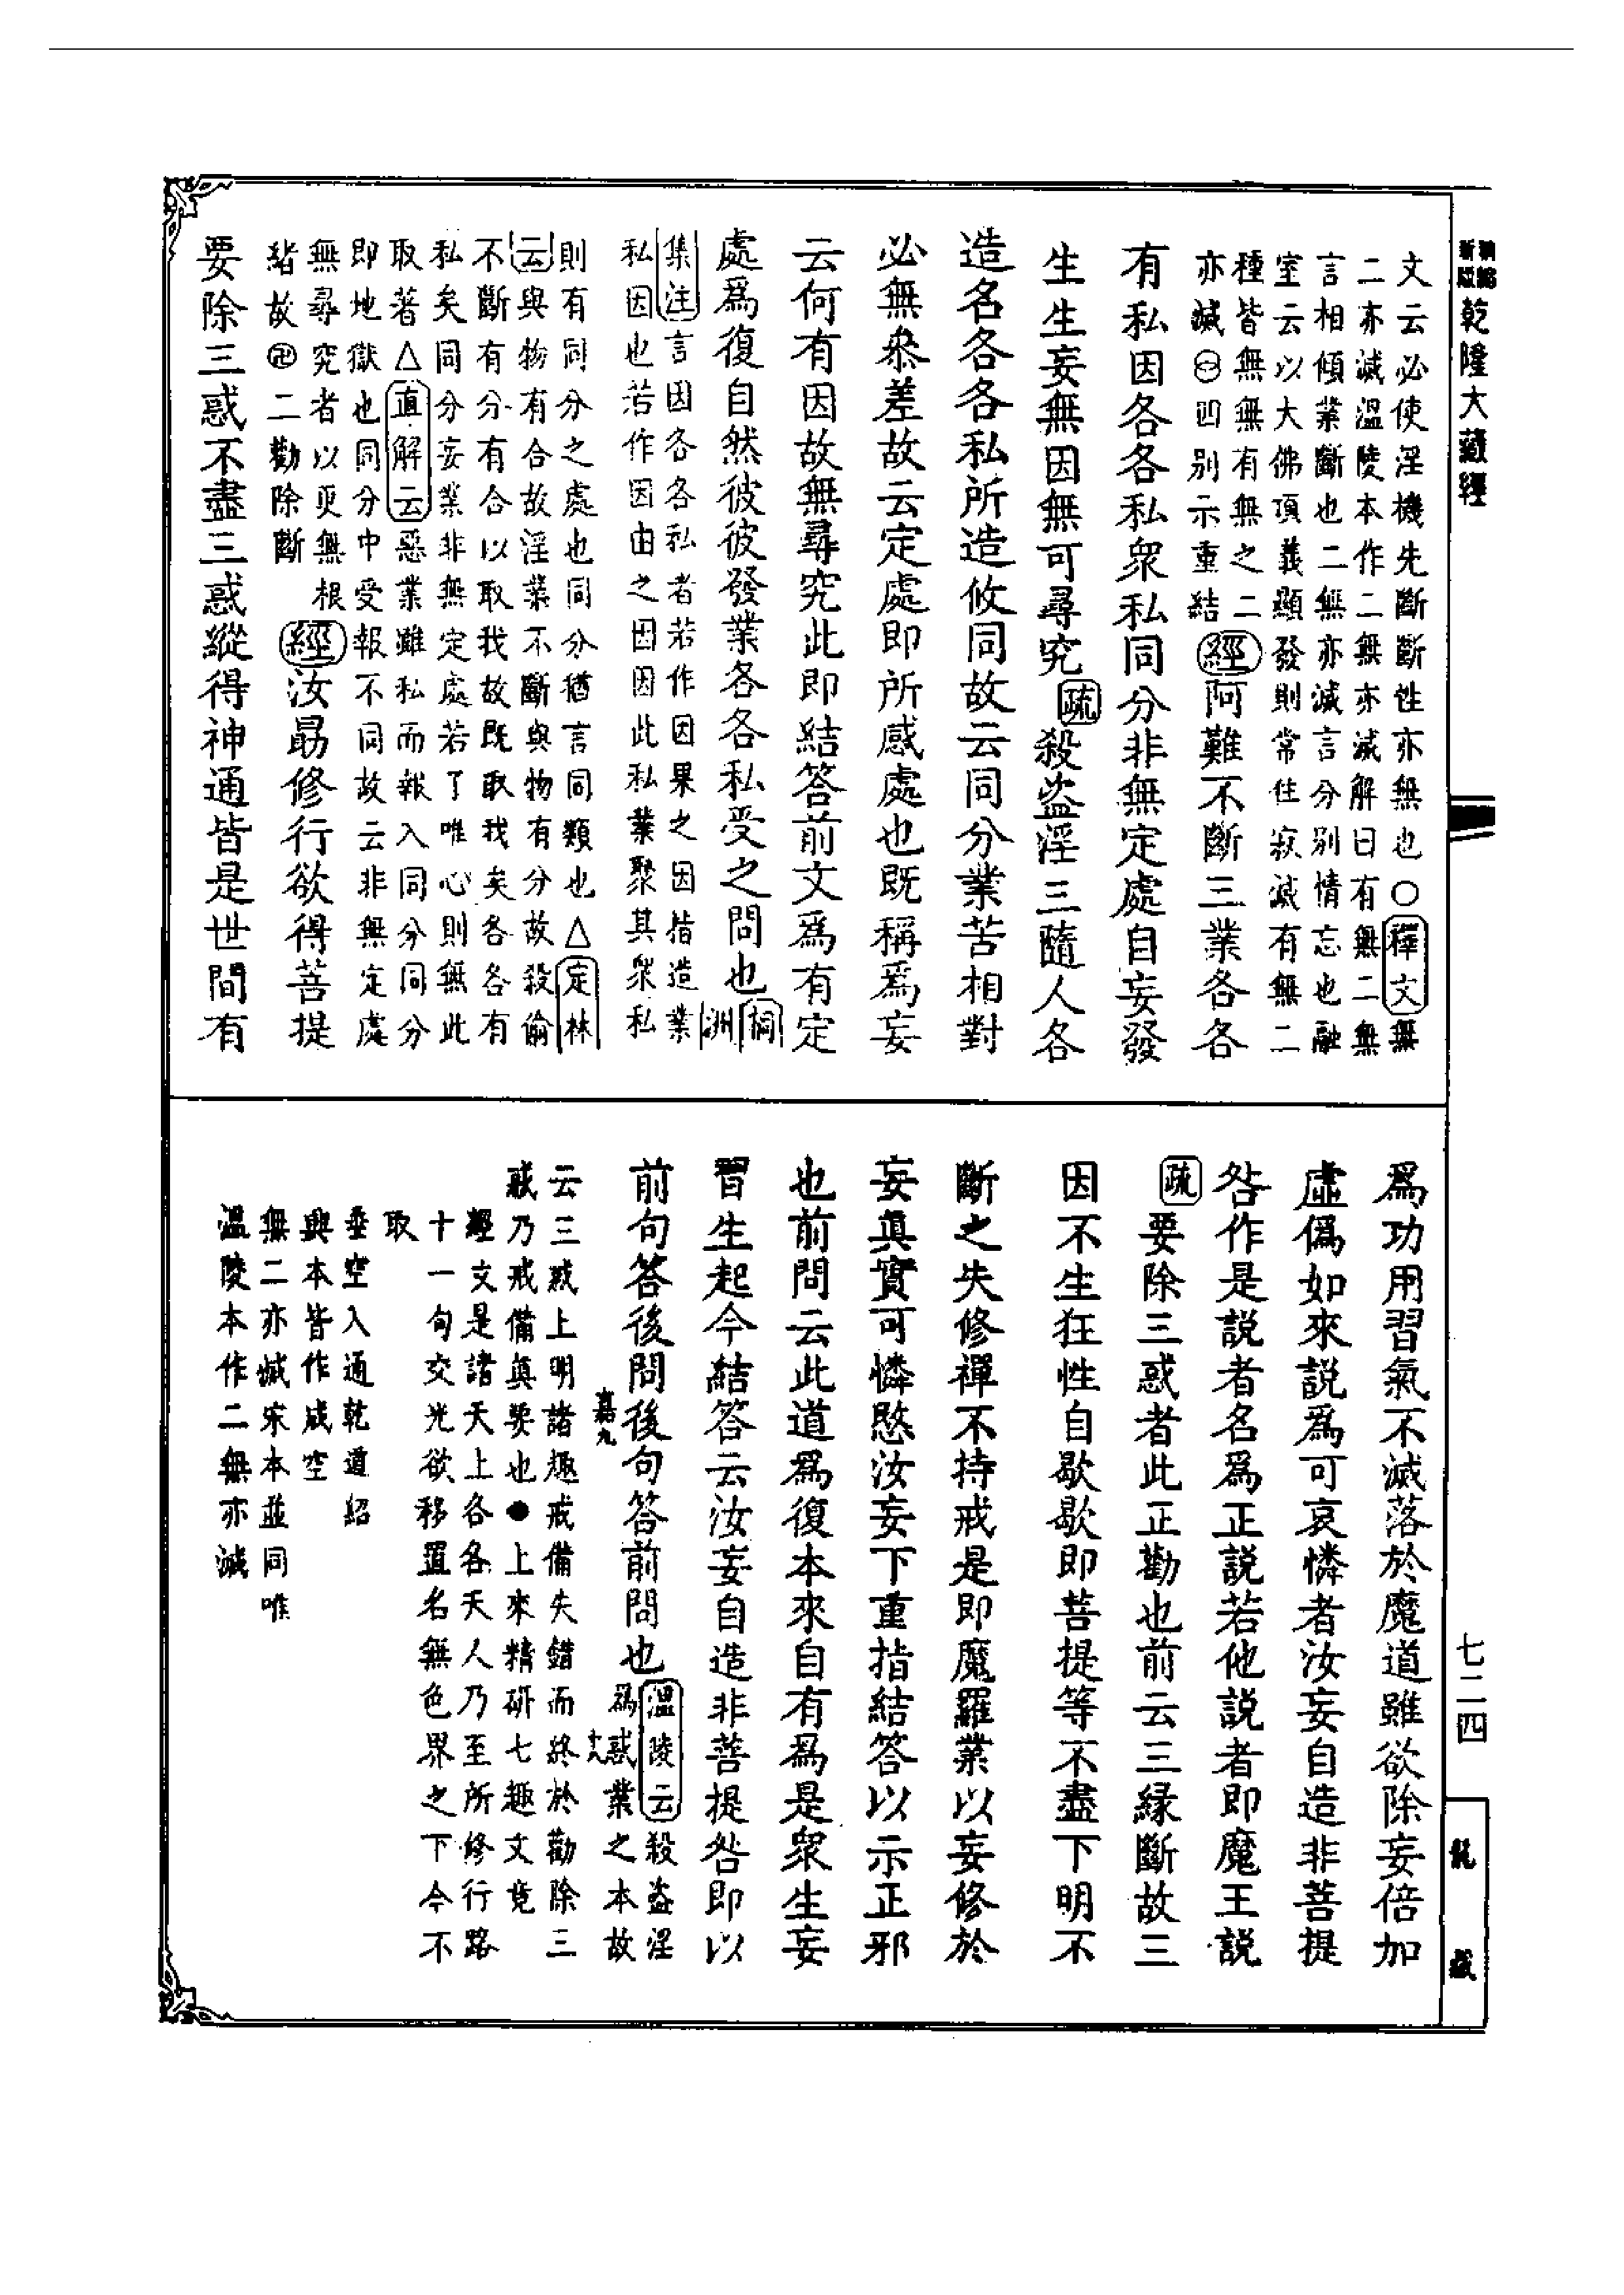 新版
精縮
乾隆大藏經
文云必使淫機先斷斷性亦無也○釋文無
二亦滅溫陵本作二無亦滅解曰有無二無
言相傾業斷也二無亦滅言分別情忘也融
室云以大佛頂義顯發則常住寂滅有無二
種皆無無有無之二
亦滅㊀四別示重結
經阿難不斷三業各各
有私因各各私衆私同分非無定處自妄發
生生妄無因無可尋究疏殺盜淫三隨人各
造名各各私所造攸同故云同分業苦相對
必無叅差故云定處即所感處也既稱爲妄
云何有因故無尋究此即結答前文爲有定
處爲復自然彼彼發業各各私受之問也桐
洲
集注言因各各私者若作因果之因指造業
私因也若作因由之因因此私業聚其衆私
則有同分之處也同分猶言同類也△定林
云與物有合故淫業不斷與物有分故殺偷
不斷有分有合以取我故既取我矣各各有
私矣同分妄業非無定處若了唯心則無此
取著△直解云惡業雖私而報入同分同分
即地獄也同分中受報不同故云非無定處
無尋究者以更無根
緒故卍二勸除斷
經汝勗修行欲得菩提
要除三惑不盡三惑縱得神通皆是世間有
爲功用習氣不滅落於魔道雖欲除妄倍加
虛僞如來說爲可哀憐者汝妄自造非菩提
咎作是說者名爲正說若他說者即魔王說
疏要除三惑者此正勸也前云三緣斷故三
因不生狂性自歇歇即菩提等不盡下明不
斷之失修禪不持戒是即魔羅業以妄修於
妄眞實可憐愍汝妄下重指結答以示正邪
也前問云此道爲復本來自有爲是衆生妄
習生起今結答云汝妄自造非菩提咎即以
前句答後問後句答前問也溫陵云殺盜淫
爲惑業之本故
嘉九
十八
云三惑上明諸趣戒備失錯而終於勸除三
惑乃戒備眞要也●上來精研七趣文竟
經文是諸天上各各天人乃至所修行路
十一句交光欲移置名無色界之下今不
取
垂空入通乾道紹
興本皆作咸空
無二亦滅宋本並同唯
溫陵本作二無亦滅
七二四
龍藏